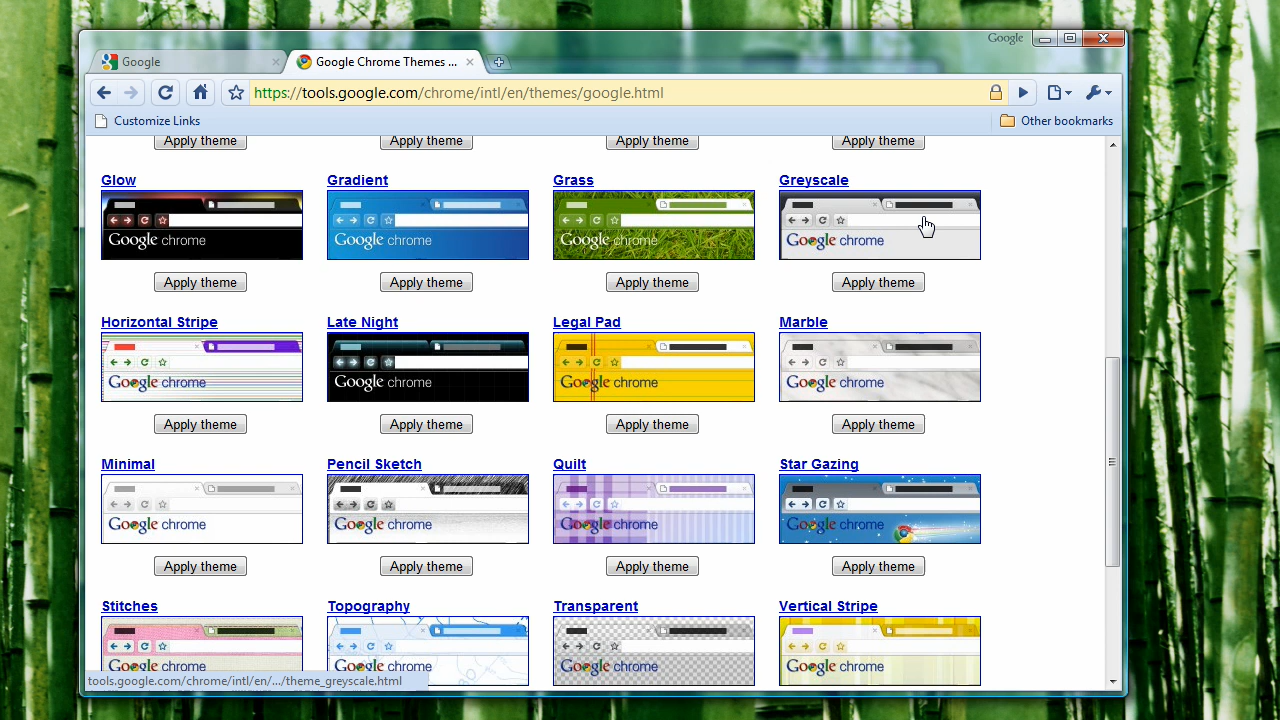 Google
Google
Google Chrome Themes ...
https://tools.google.com/chrome/intl/en/themes/google.html
Customize Links
Other bookmarks
Apply theme
Apply theme
Apply theme
Apply theme
Glow
Gradient
Grass
Greyscale
Google chrome
Google chrome
Google chrome
Google chrome
Apply theme
Apply theme
Apply theme
Apply theme
Horizontal Stripe
Late Night
Legal Pad
Marble
Google chrome
Google chrome
Google chrome
Google chrome
Apply theme
Apply theme
Apply theme
Apply theme
Minimal
Pencil Sketch
Quilt
Star Gazing
Google chrome
Google chrome
Google chrome
Google chrome
Apply theme
Apply theme
Apply theme
Apply theme
Stitches
Topography
Transparent
Vertical Stripe
Google chrome
Google chrome
Google chrome
Google chrome
tools.google.com/chrome/intl/en/.../theme_greyscale.html